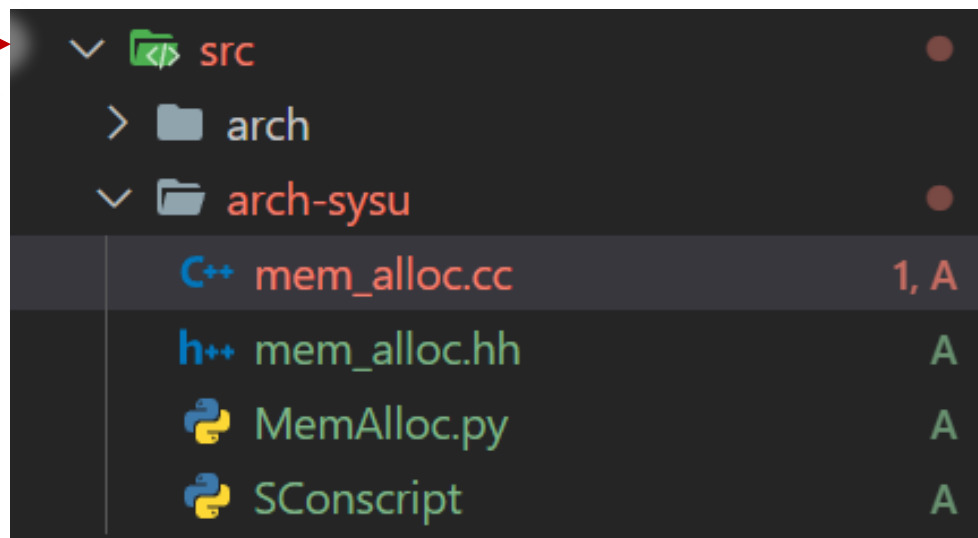 src
arch
arch-sysu
C++ mem_alloc.cc 1, A
h++ mem_alloc.hh A
MemAlloc.py A
SConscript A